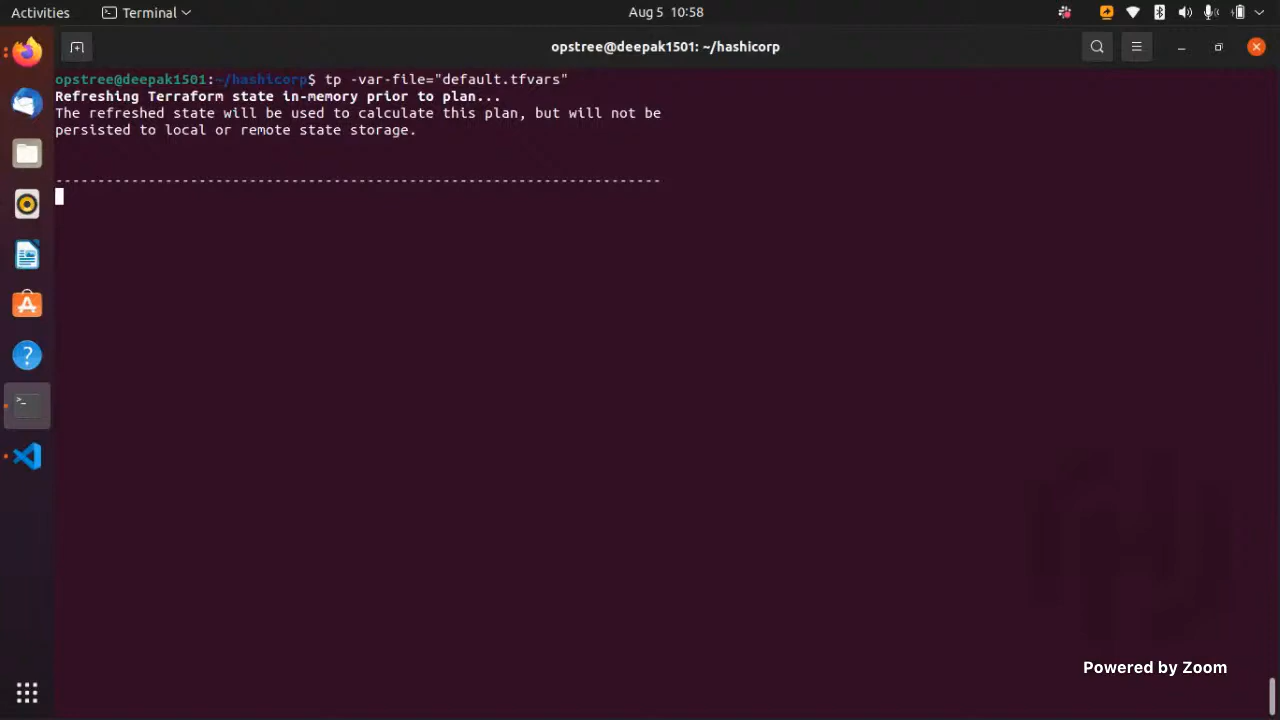 Activities
Terminal
Aug 5 10:58
opstree@deepak1501: ~/hashicorp
opstree@deepak1501:~/hashicorp$ tp -var-file="default.tfvars"
Refreshing Terraform state in-memory prior to plan...
The refreshed state will be used to calculate this plan, but will not be
persisted to local or remote state storage.
------------------------------------------------------------------------
Powered by Zoom